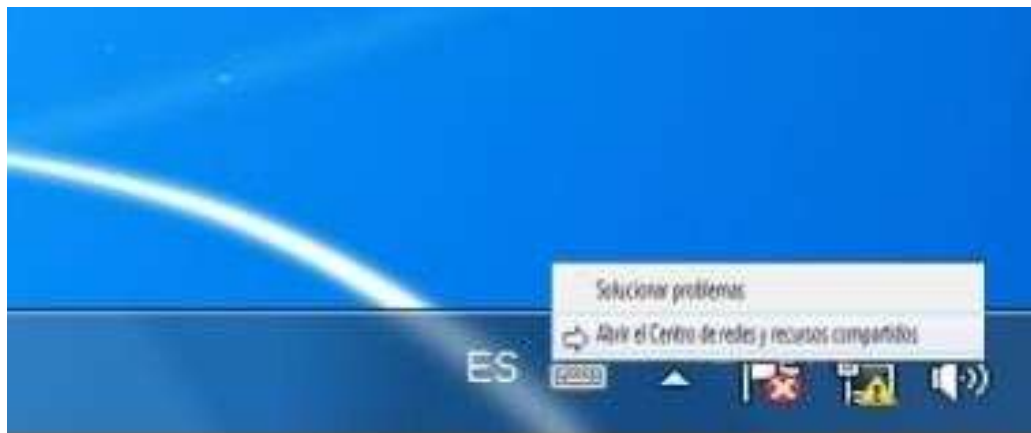 Solucionar problemas
Abrir el Centro de redes y recursos compartidos
ES